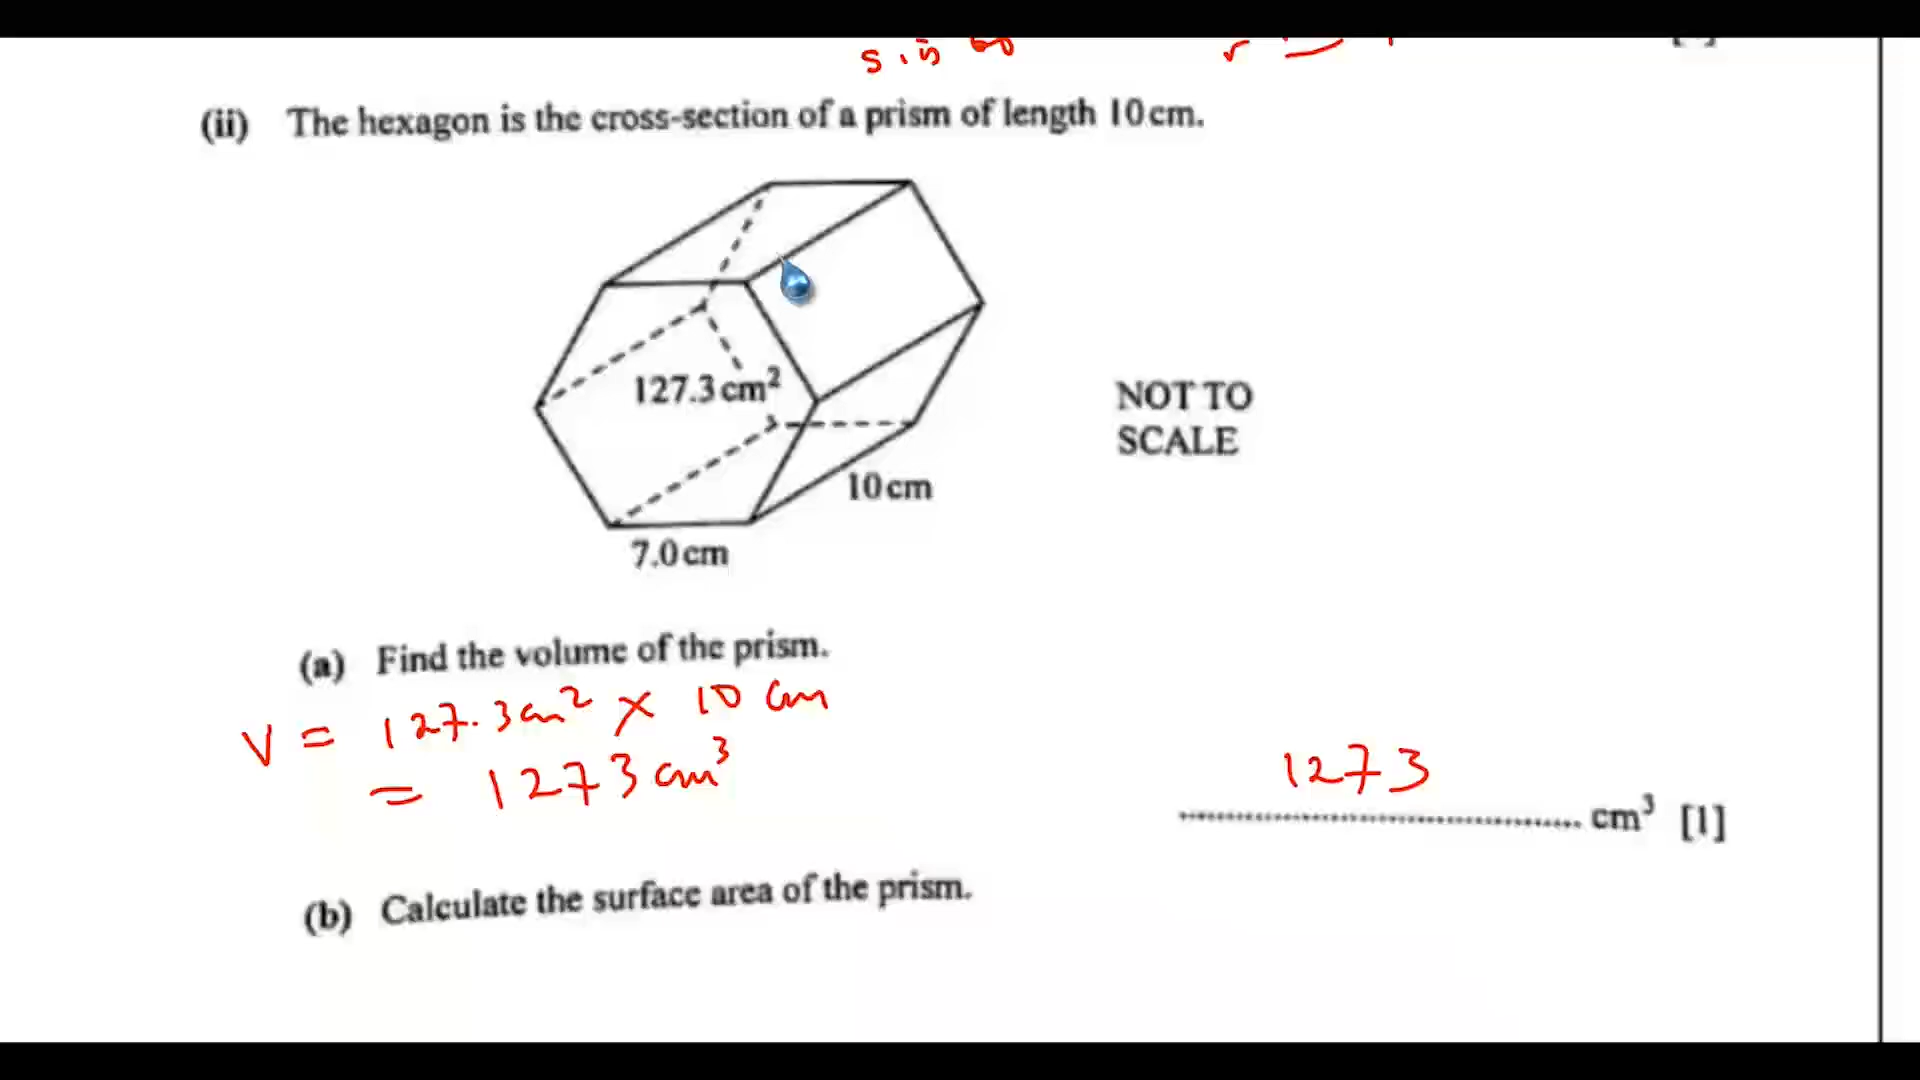 (ii) The hexagon is the cross-section of a prism of length 10 cm.
127.3 cm²
NOT TO
SCALE
10 cm
7.0 cm
(a) Find the volume of the prism.
V = 127.3 cm² × 10 cm
= 1273 cm³
1273
................................................ cm³ [1]
(b) Calculate the surface area of the prism.